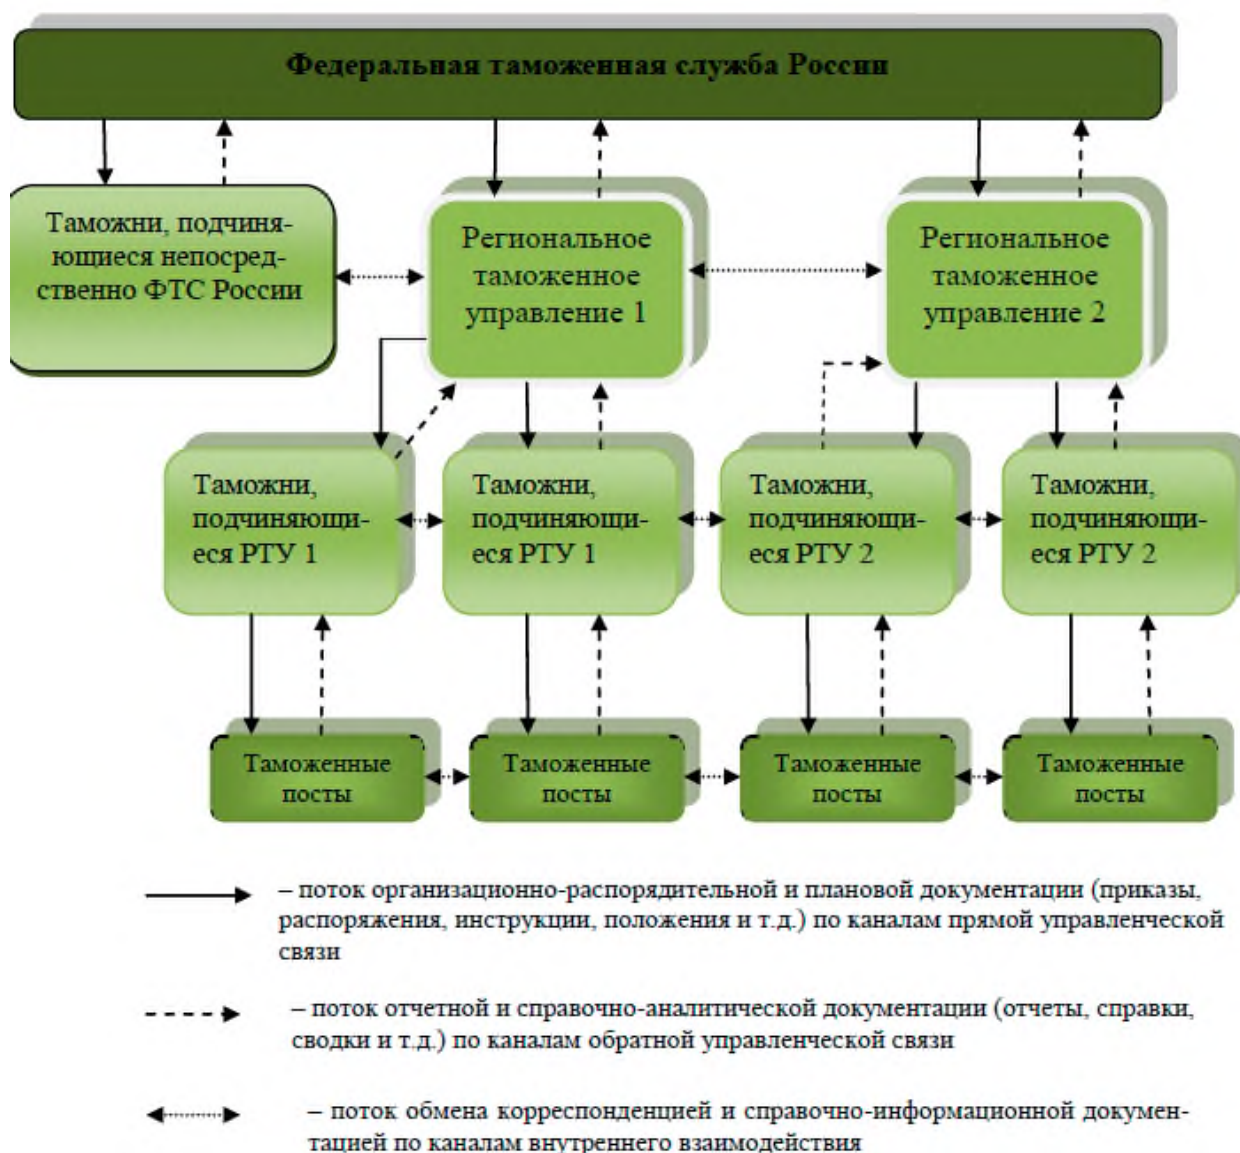 Федеральная таможенная служба России
Таможни, подчиня-
ющиеся непосред-
ственно ФТС России
Региональное
таможенное
управление 1
Региональное
таможенное
управление 2
Таможни,
подчиняющи-
еся РТУ 1
Таможни,
подчиняющи-
еся РТУ 1
Таможни,
подчиняющи-
еся РТУ 2
Таможни,
подчиняющи-
еся РТУ 2
Таможенные
посты
Таможенные
посты
Таможенные
посты
Таможенные
посты
– поток организационно-распорядительной и плановой документации (приказы,
распоряжения, инструкции, положения и т.д.) по каналам прямой управленческой
связи
– поток отчетной и справочно-аналитической документации (отчеты, справки,
сводки и т.д.) по каналам обратной управленческой связи
– поток обмена корреспонденцией и справочно-информационной докумен-
тацией по каналам внутреннего взаимодействия